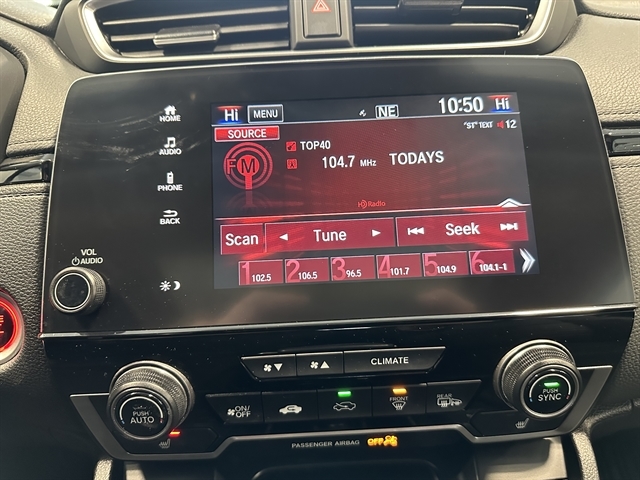 HOME
AUDIO
PHONE
BACK
VOL
AUDIO
Hi MENU NE 10:50 Hi
"ST" TEXT 12
SOURCE
FM
TOP40
104.7 MHz TODAYS
HD Radio
Scan Tune Seek
1 102.5 2 106.5 3 96.5 4 101.7 5 104.9 6 104.1-1
CLIMATE
PUSH AUTO
ON/OFF
FRONT
REAR
PUSH SYNC
PASSENGER AIRBAG OFF